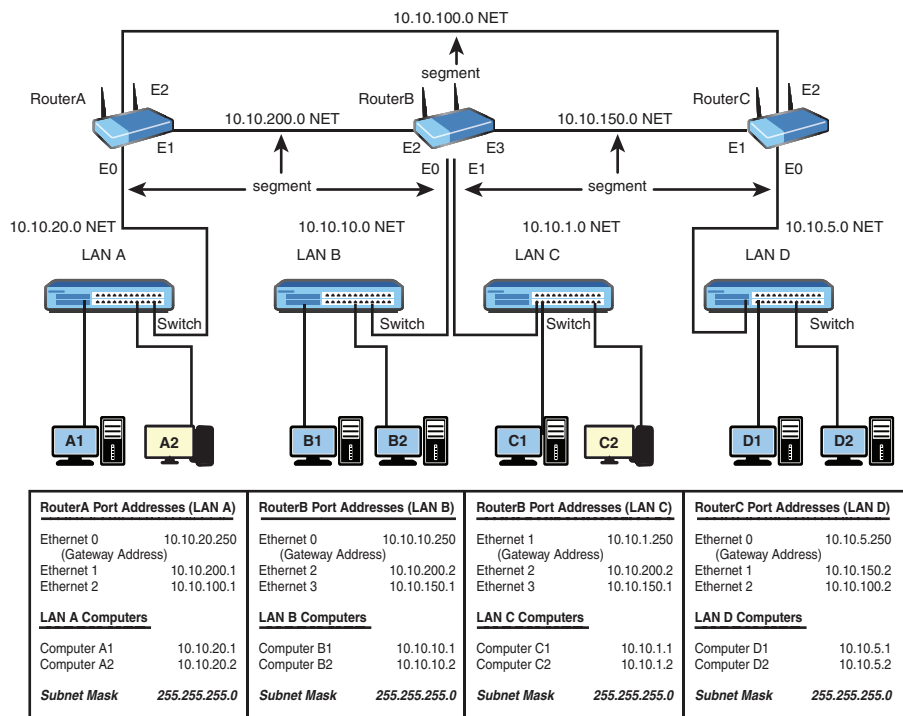 10.10.100.0 NET
segment
RouterA
E2
RouterB
RouterC
E2
10.10.200.0 NET
10.10.150.0 NET
E1
E2
E3
E1
E0
E0
E1
E0
segment
segment
10.10.20.0 NET
10.10.10.0 NET
10.10.1.0 NET
10.10.5.0 NET
LAN A
LAN B
LAN C
LAN D
Switch
Switch
Switch
Switch
A1
A2
B1
B2
C1
C2
D1
D2
RouterA Port Addresses (LAN A)
Ethernet 0 10.10.20.250
(Gateway Address)
Ethernet 1 10.10.200.1
Ethernet 2 10.10.100.1
LAN A Computers
Computer A1 10.10.20.1
Computer A2 10.10.20.2
Subnet Mask 255.255.255.0
RouterB Port Addresses (LAN B)
Ethernet 0 10.10.10.250
(Gateway Address)
Ethernet 2 10.10.200.2
Ethernet 3 10.10.150.1
LAN B Computers
Computer B1 10.10.10.1
Computer B2 10.10.10.2
Subnet Mask 255.255.255.0
RouterB Port Addresses (LAN C)
Ethernet 1 10.10.1.250
(Gateway Address)
Ethernet 2 10.10.200.2
Ethernet 3 10.10.150.1
LAN C Computers
Computer C1 10.10.1.1
Computer C2 10.10.1.2
Subnet Mask 255.255.255.0
RouterC Port Addresses (LAN D)
Ethernet 0 10.10.5.250
(Gateway Address)
Ethernet 1 10.10.150.2
Ethernet 2 10.10.100.2
LAN D Computers
Computer D1 10.10.5.1
Computer D2 10.10.5.2
Subnet Mask 255.255.255.0